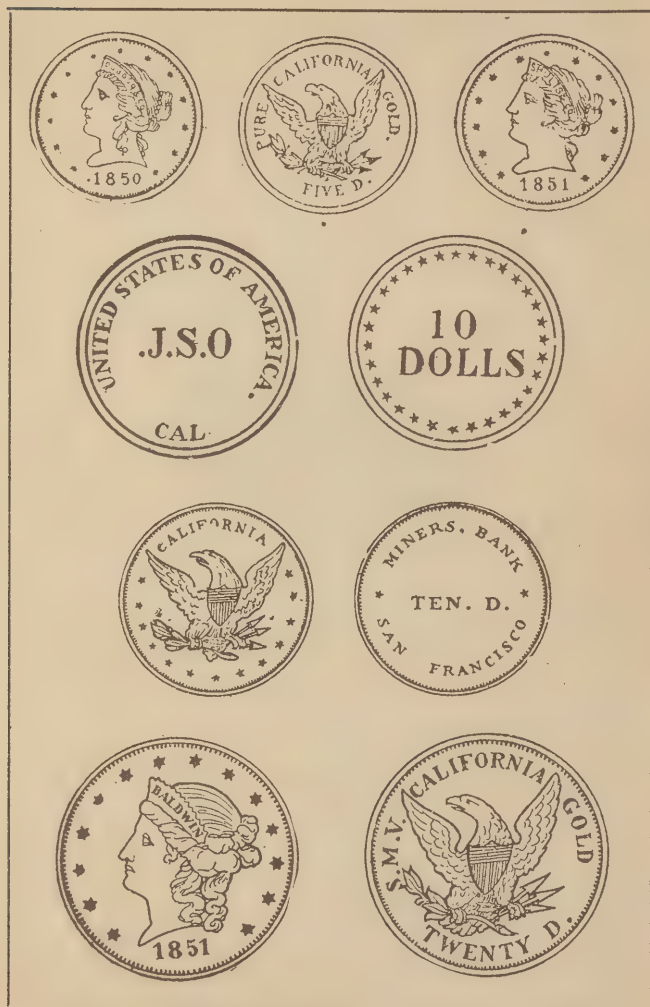 1850
PURE CALIFORNIA GOLD.
FIVE D.
1851
UNITED STATES OF AMERICA.
.J.S.O
CAL.
10
DOLLS
CALIFORNIA
MINERS. BANK
TEN. D.
SAN FRANCISCO
BALDWIN
1851
S.M.V. CALIFORNIA GOLD
TWENTY D.